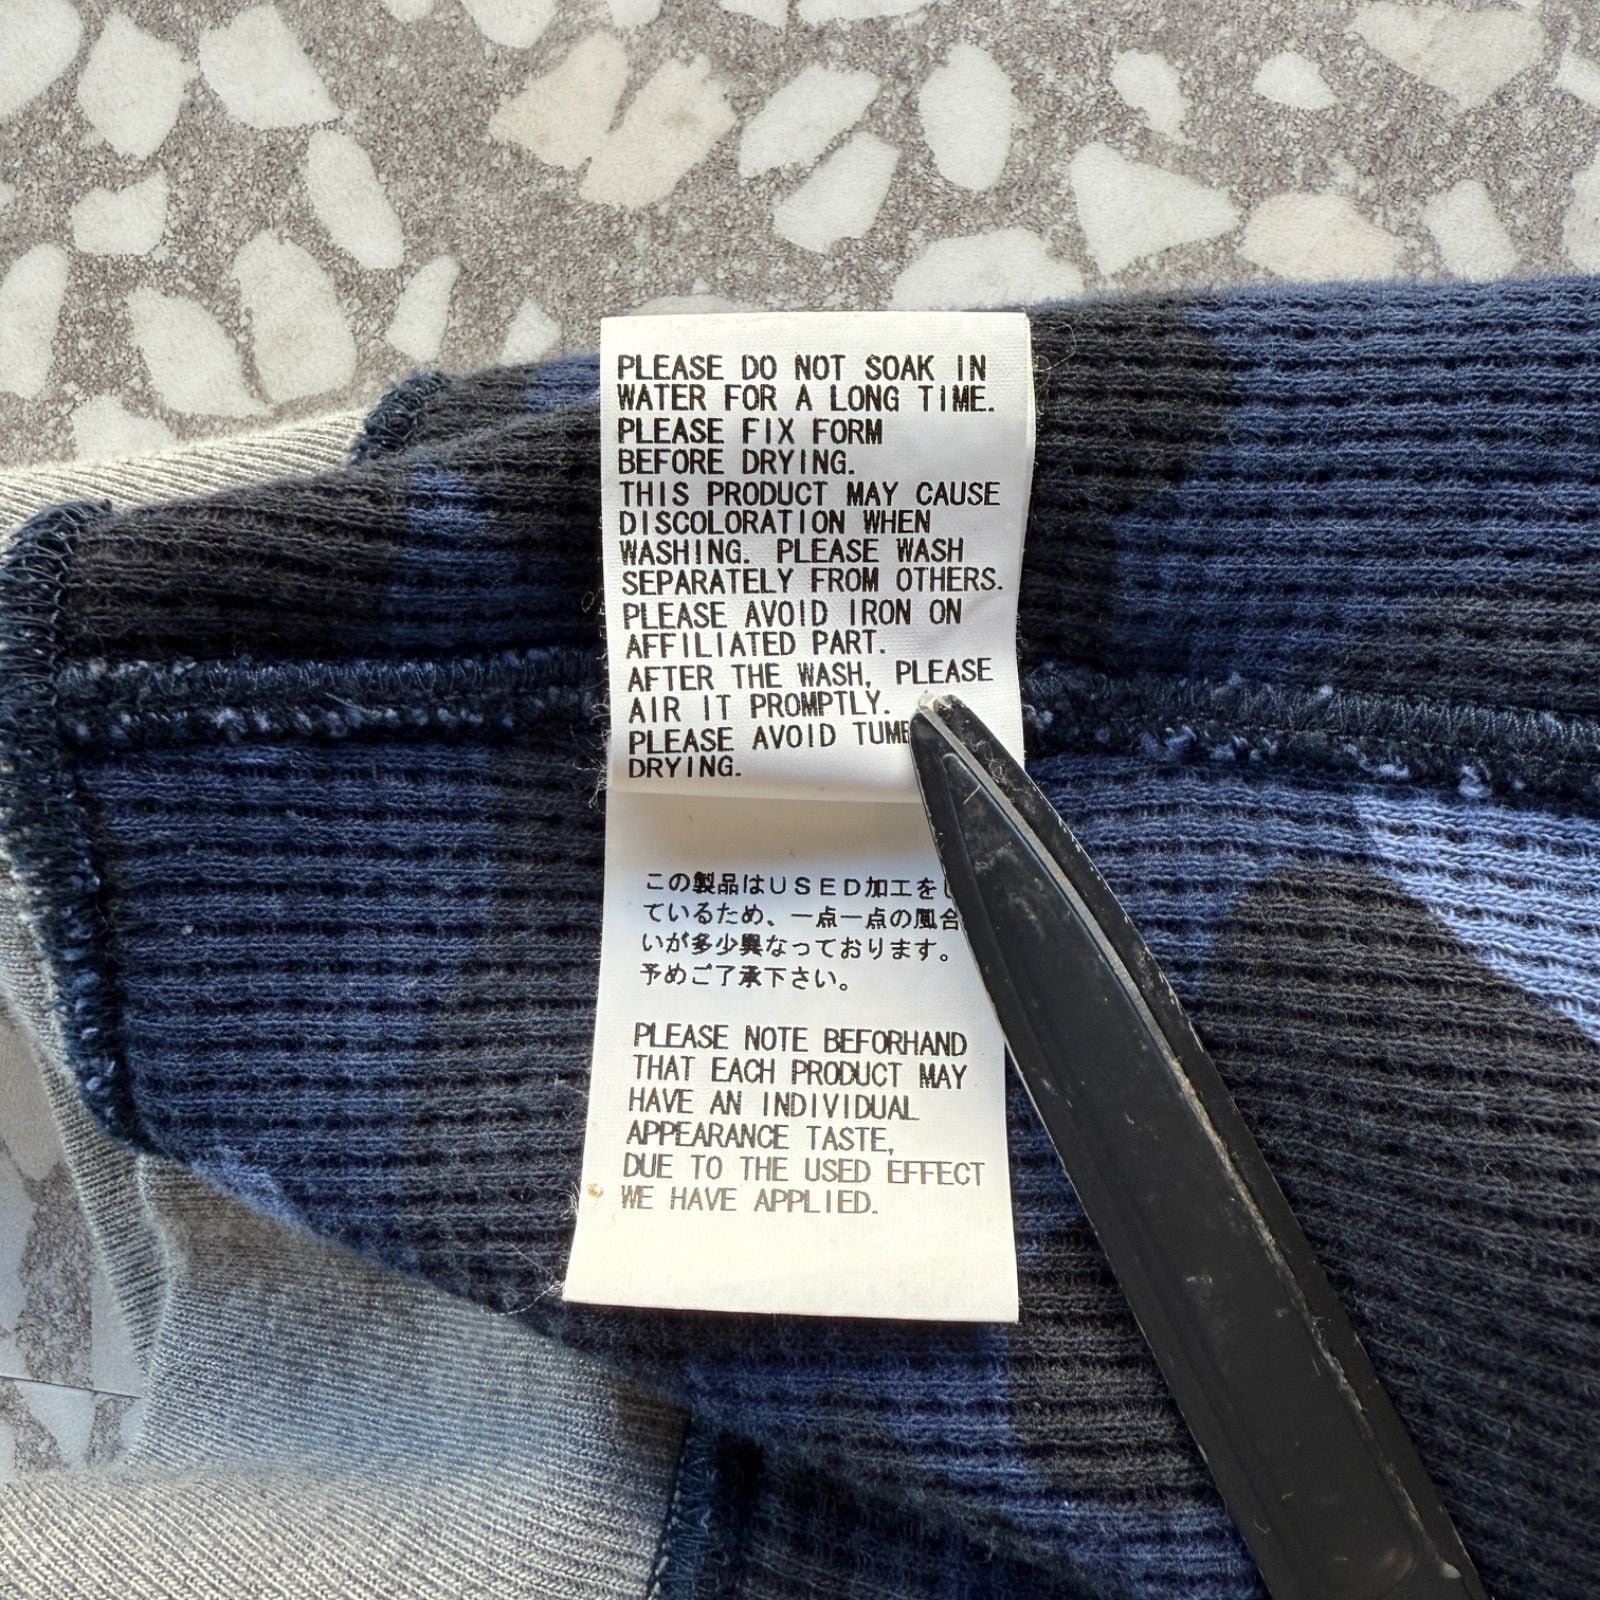 PLEASE DO NOT SOAK IN
WATER FOR A LONG TIME.
PLEASE FIX FORM
BEFORE DRYING.
THIS PRODUCT MAY CAUSE
DISCOLORATION WHEN
WASHING. PLEASE WASH
SEPARATELY FROM OTHERS.
PLEASE AVOID IRON ON
AFFILIATED PART.
AFTER THE WASH, PLEASE
AIR IT PROMPTLY.
PLEASE AVOID
DRYING.
この製品はUSED加工をし
ているため、一点一点の風合
いが多少異なっております。
予めご了承下さい。
PLEASE NOTE BEFORHAND
THAT EACH PRODUCT MAY
HAVE AN INDIVIDUAL
APPEARANCE TASTE,
DUE TO THE USED EFFECT
WE HAVE APPLIED.